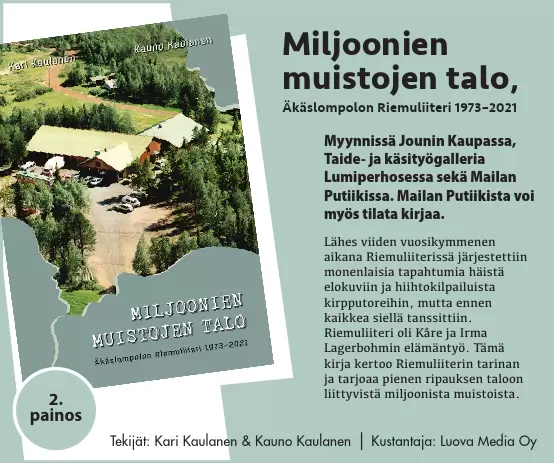 Kari Kaulanen
Kauno Kaulanen
MILJOONIEN
MUISTOJEN TALO
Äkäslompolon Riemuliiteri 1973-2021
2.
painos
Miljoonien
muistojen talo,
Äkäslompolon Riemuliiteri 1973–2021
Myynnissä Jounin Kaupassa,
Taide- ja käsityögalleria
Lumiperhosessa sekä Mailan
Putiikissa. Mailan Putiikista voi
myös tilata kirjaa.
Lähes viiden vuosikymmenen
aikana Riemuliiterissä järjestettiin
monenlaisia tapahtumia häistä
elokuviin ja hiihtokilpailuista
kirpputoreihin, mutta ennen
kaikkea siellä tanssittiin.
Riemuliiteri oli Kåre ja Irma
Lagerbohmin elämäntyö. Tämä
kirja kertoo Riemuliiterin tarinan
ja tarjoaa pienen ripauksen taloon
liittyvistä miljoonista muistoista.
Tekijät: Kari Kaulanen & Kauno Kaulanen | Kustantaja: Luova Media Oy